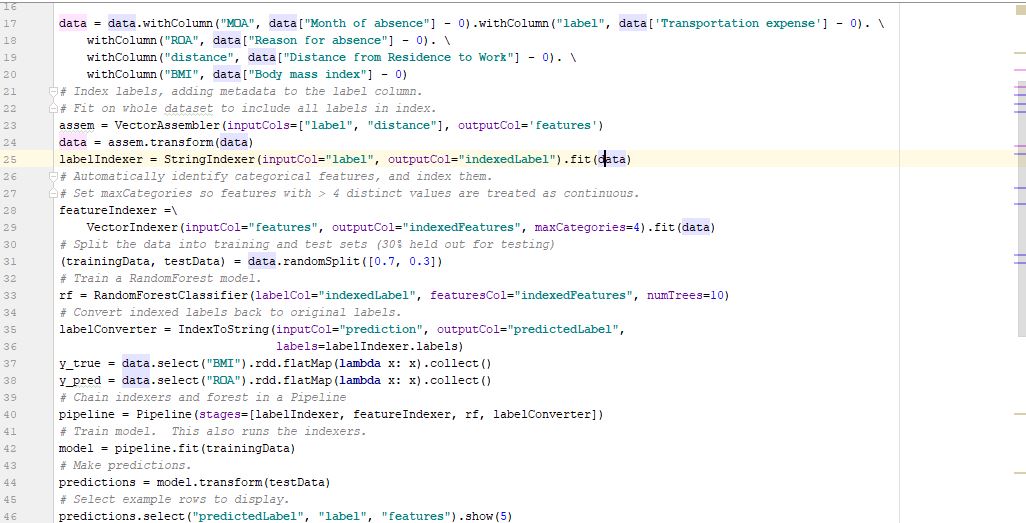 16
17 data = data.withColumn("MOA", data["Month of absence"] - 0).withColumn("label", data['Transportation expense'] - 0). \
18     withColumn("ROA", data["Reason for absence"] - 0). \
19     withColumn("distance", data["Distance from Residence to Work"] - 0). \
20     withColumn("BMI", data["Body mass index"] - 0)
21 # Index labels, adding metadata to the label column.
22 # Fit on whole dataset to include all labels in index.
23 assem = VectorAssembler(inputCols=["label", "distance"], outputCol='features')
24 data = assem.transform(data)
25 labelIndexer = StringIndexer(inputCol="label", outputCol="indexedLabel").fit(data)
26 # Automatically identify categorical features, and index them.
27 # Set maxCategories so features with > 4 distinct values are treated as continuous.
28 featureIndexer =\
29     VectorIndexer(inputCol="features", outputCol="indexedFeatures", maxCategories=4).fit(data)
30 # Split the data into training and test sets (30% held out for testing)
31 (trainingData, testData) = data.randomSplit([0.7, 0.3])
32 # Train a RandomForest model.
33 rf = RandomForestClassifier(labelCol="indexedLabel", featuresCol="indexedFeatures", numTrees=10)
34 # Convert indexed labels back to original labels.
35 labelConverter = IndexToString(inputCol="prediction", outputCol="predictedLabel",
36                                labels=labelIndexer.labels)
37 y_true = data.select("BMI").rdd.flatMap(lambda x: x).collect()
38 y_pred = data.select("ROA").rdd.flatMap(lambda x: x).collect()
39 # Chain indexers and forest in a Pipeline
40 pipeline = Pipeline(stages=[labelIndexer, featureIndexer, rf, labelConverter])
41 # Train model.  This also runs the indexers.
42 model = pipeline.fit(trainingData)
43 # Make predictions.
44 predictions = model.transform(testData)
45 # Select example rows to display.
46 predictions.select("predictedLabel", "label", "features").show(5)